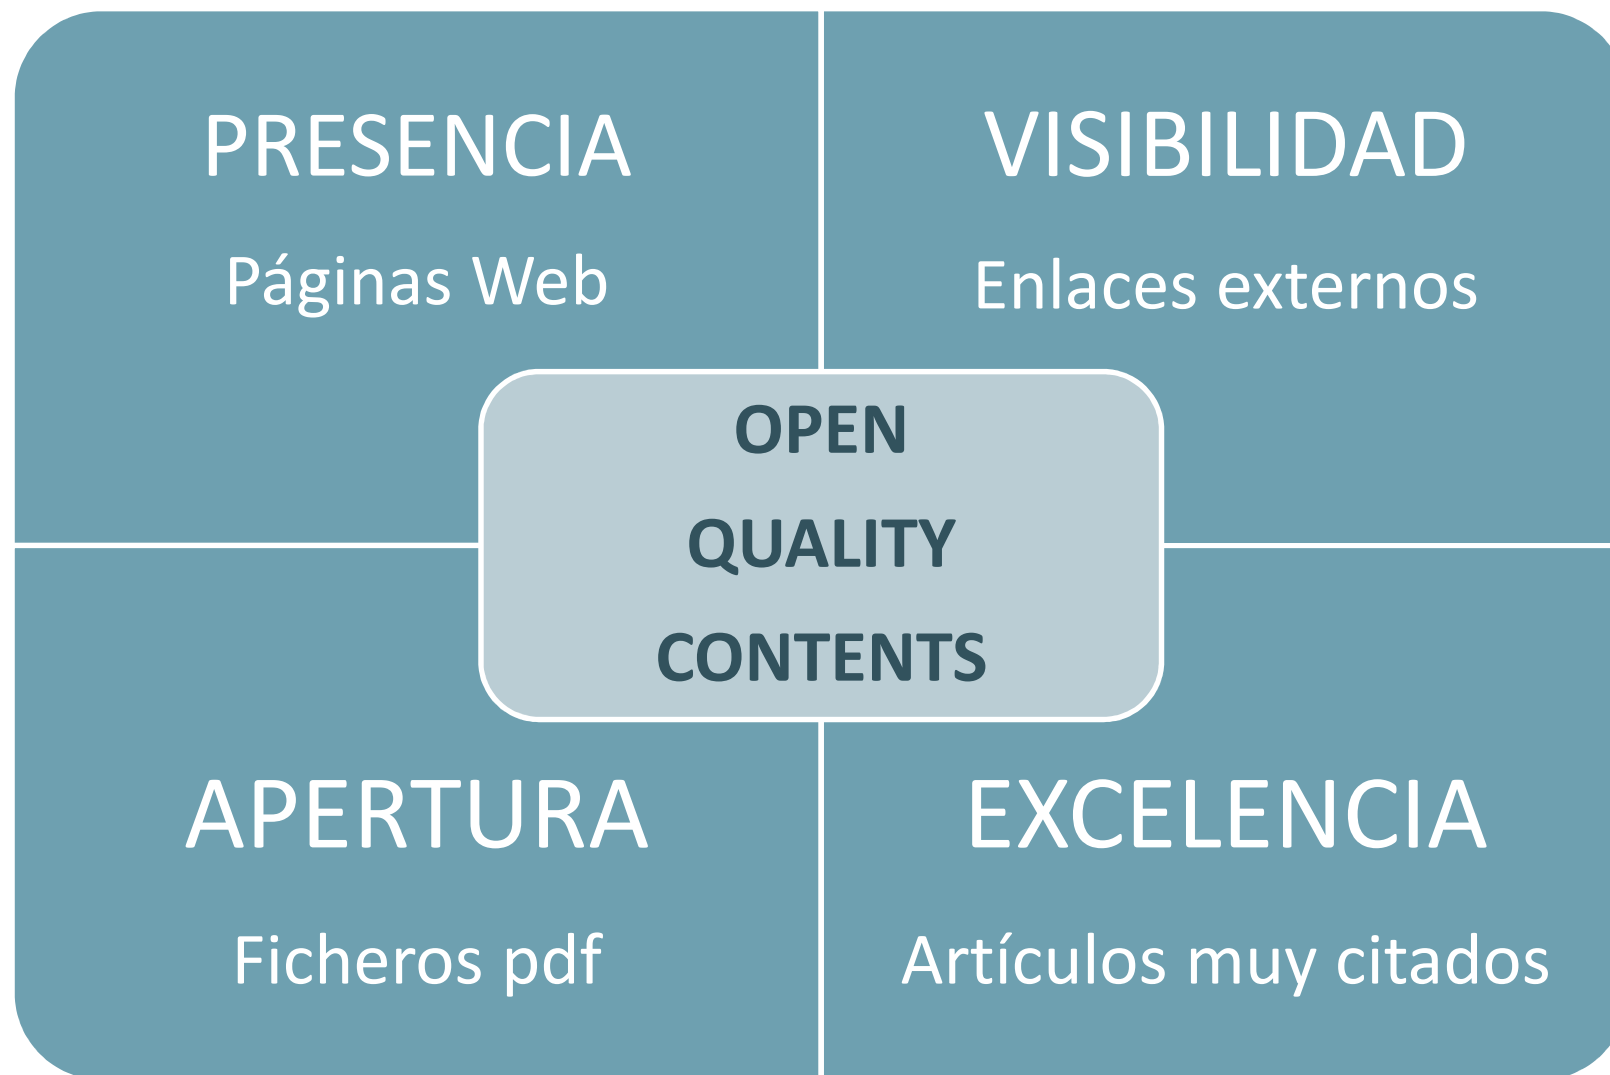 PRESENCIA
Páginas Web
VISIBILIDAD
Enlaces externos
OPEN
QUALITY
CONTENTS
APERTURA
Ficheros pdf
EXCELENCIA
Artículos muy citados